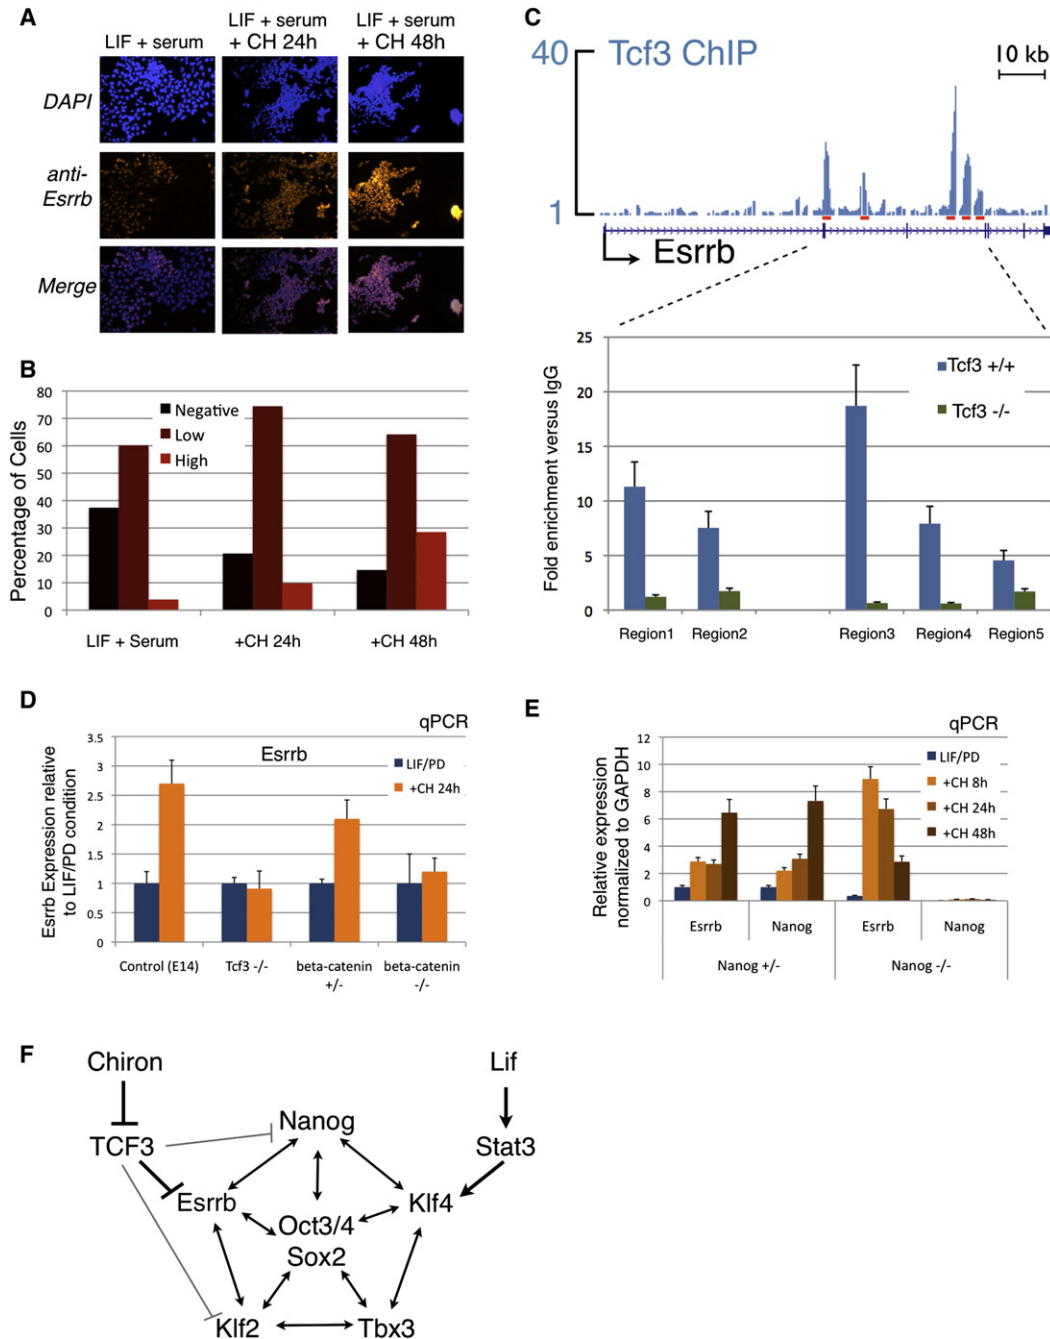 A
LIF + serum
LIF + serum
+ CH 24h
LIF + serum
+ CH 48h
DAPI
anti-
Esrrb
Merge
B
Percentage of Cells
80
70
60
50
40
30
20
10
0
Negative
Low
High
LIF + Serum
+CH 24h
+CH 48h
C
40
1
Tcf3 ChIP
10 kb
Esrrb
Fold enrichment versus IgG
25
20
15
10
5
0
Tcf3 +/+
Tcf3 -/-
Region1
Region2
Region3
Region4
Region5
D
qPCR
Esrrb
Esrrb Expression relative
to LIF/PD condition
3.5
3
2.5
2
1.5
1
0.5
0
LIF/PD
+CH 24h
Control (E14)
Tcf3 -/-
beta-catenin
+/-
beta-catenin
-/-
E
qPCR
Relative expression
normalized to GAPDH
12
10
8
6
4
2
0
LIF/PD
+CH 8h
+CH 24h
+CH 48h
Esrrb
Nanog
Esrrb
Nanog
Nanog +/-
Nanog -/-
F
Chiron
Lif
TCF3
Nanog
Stat3
Esrrb
Klf4
Oct3/4
Sox2
Klf2
Tbx3